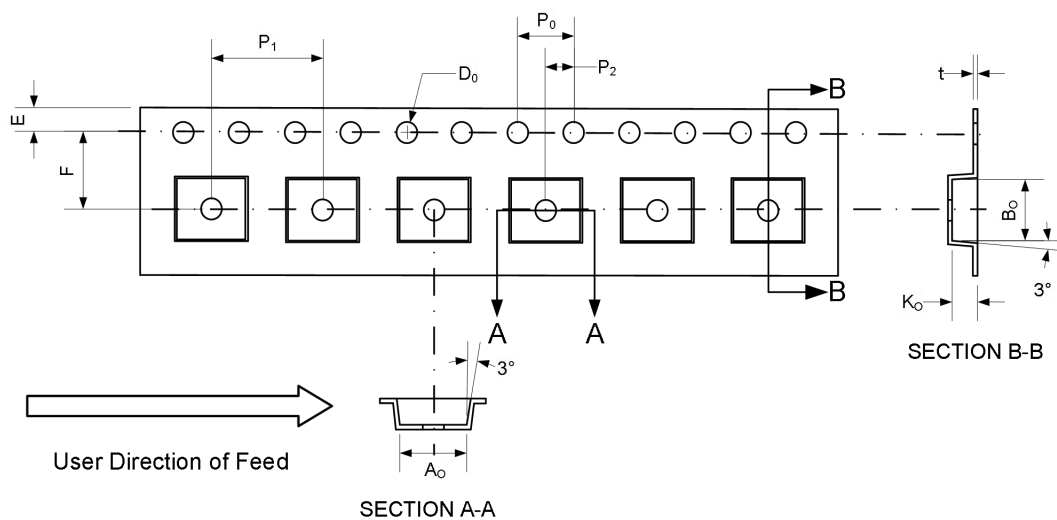 P₀
P₁
D₀
P₂
t
B
E
F
B₀
B
3°
K₀
A
A
SECTION B-B
3°
User Direction of Feed
A₀
SECTION A-A